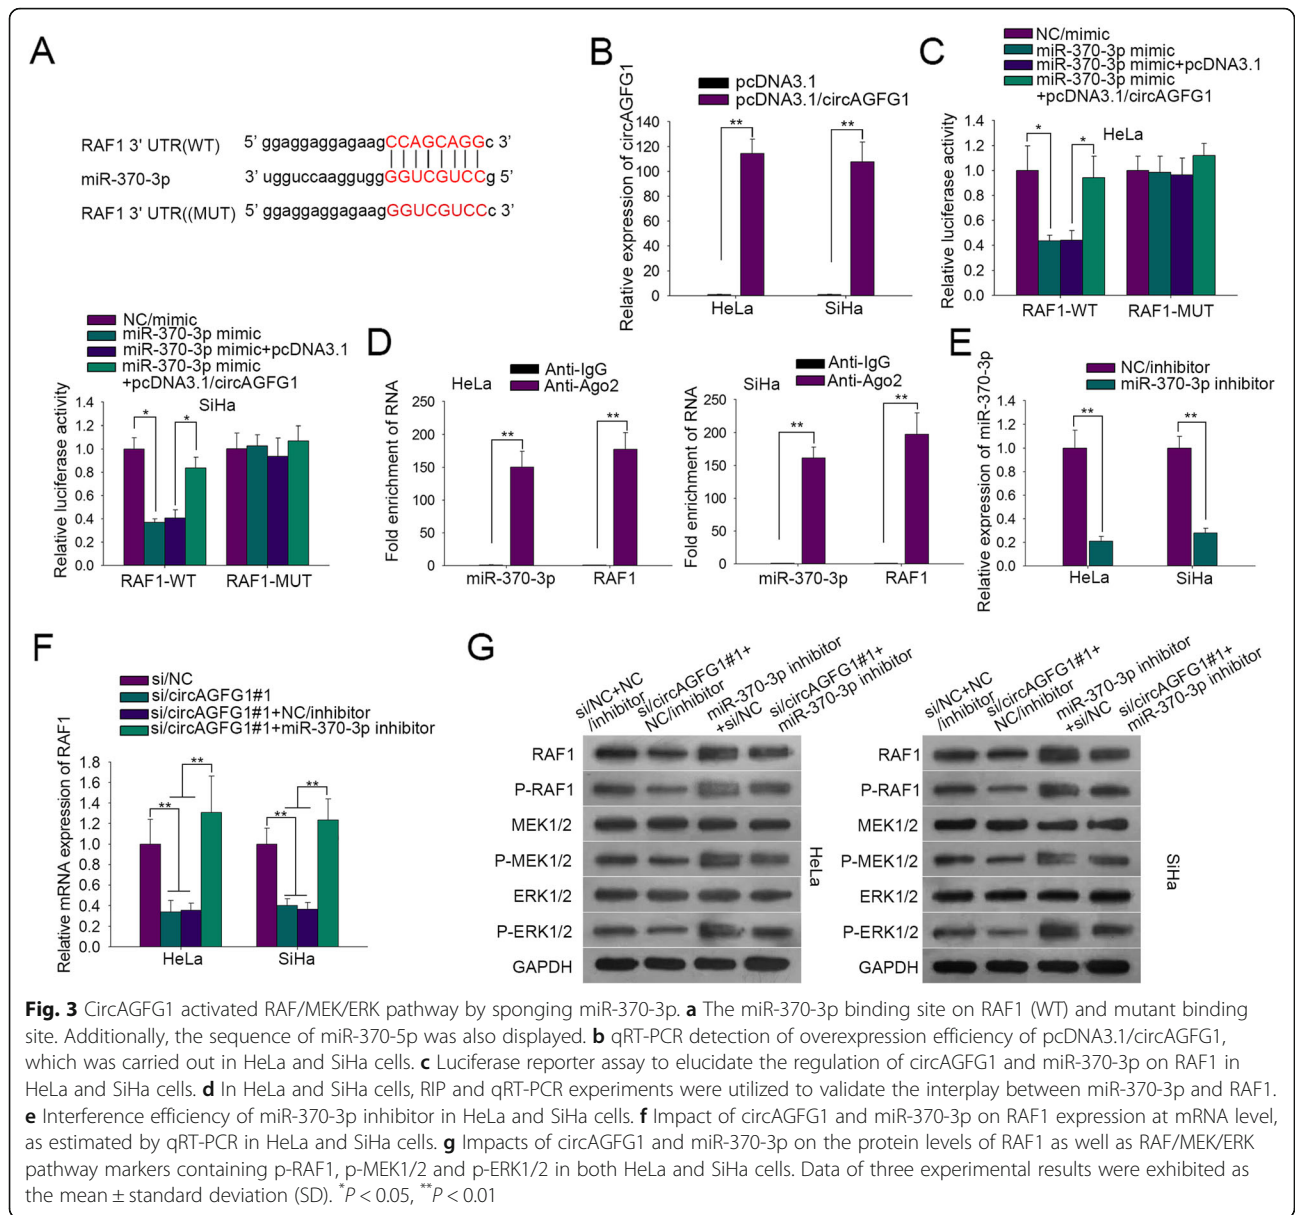 A
RAF1 3' UTR(WT) 5' ggaggaggagaagCCAGCAGGc 3'
miR-370-3p 3' ugguccaagguggGGUCGUCCg 5'
RAF1 3' UTR((MUT) 5' ggaggaggagaagGGUCGUCCc 3'
B
pcDNA3.1
pcDNA3.1/circAGFG1
Relative expression of circAGFG1
140
120
100
80
60
40
20
0
**
**
HeLa
SiHa
C
NC/mimic
miR-370-3p mimic
miR-370-3p mimic+pcDNA3.1
miR-370-3p mimic
+pcDNA3.1/circAGFG1
HeLa
Relative luciferase activity
1.4
1.2
1.0
0.8
0.6
0.4
0.2
0.0
*
*
RAF1-WT
RAF1-MUT
NC/mimic
miR-370-3p mimic
miR-370-3p mimic+pcDNA3.1
miR-370-3p mimic
+pcDNA3.1/circAGFG1
SiHa
Relative luciferase activity
1.4
1.2
1.0
0.8
0.6
0.4
0.2
0.0
*
*
RAF1-WT
RAF1-MUT
D
HeLa
Anti-IgG
Anti-Ago2
Fold enrichment of RNA
250
200
150
100
50
0
**
**
miR-370-3p
RAF1
SiHa
Anti-IgG
Anti-Ago2
Fold enrichment of RNA
250
200
150
100
50
0
**
**
miR-370-3p
RAF1
E
NC/inhibitor
miR-370-3p inhibitor
Relative expression of miR-370-3p
1.4
1.2
1.0
0.8
0.6
0.4
0.2
0.0
**
**
HeLa
SiHa
F
si/NC
si/circAGFG1#1
si/circAGFG1#1+NC/inhibitor
si/circAGFG1#1+miR-370-3p inhibitor
Relative mRNA expression of RAF1
1.8
1.6
1.4
1.2
1.0
0.8
0.6
0.4
0.2
0.0
**
**
**
**
HeLa
SiHa
G
si/NC+NC
/inhibitor
si/circAGFG1#1+
NC/inhibitor
miR-370-3p inhibitor
+si/NC
si/circAGFG1#1+
miR-370-3p inhibitor
RAF1
P-RAF1
MEK1/2
P-MEK1/2
ERK1/2
P-ERK1/2
GAPDH
HeLa
si/NC+NC
/inhibitor
si/circAGFG1#1+
NC/inhibitor
miR-370-3p inhibitor
+si/NC
si/circAGFG1#1+
miR-370-3p inhibitor
RAF1
P-RAF1
MEK1/2
P-MEK1/2
ERK1/2
P-ERK1/2
GAPDH
SiHa
Fig. 3 CircAGFG1 activated RAF/MEK/ERK pathway by sponging miR-370-3p. a The miR-370-3p binding site on RAF1 (WT) and mutant binding
site. Additionally, the sequence of miR-370-5p was also displayed. b qRT-PCR detection of overexpression efficiency of pcDNA3.1/circAGFG1,
which was carried out in HeLa and SiHa cells. c Luciferase reporter assay to elucidate the regulation of circAGFG1 and miR-370-3p on RAF1 in
HeLa and SiHa cells. d In HeLa and SiHa cells, RIP and qRT-PCR experiments were utilized to validate the interplay between miR-370-3p and RAF1.
e Interference efficiency of miR-370-3p inhibitor in HeLa and SiHa cells. f Impact of circAGFG1 and miR-370-3p on RAF1 expression at mRNA level,
as estimated by qRT-PCR in HeLa and SiHa cells. g Impacts of circAGFG1 and miR-370-3p on the protein levels of RAF1 as well as RAF/MEK/ERK
pathway markers containing p-RAF1, p-MEK1/2 and p-ERK1/2 in both HeLa and SiHa cells. Data of three experimental results were exhibited as
the mean ± standard deviation (SD). *P < 0.05, **P < 0.01